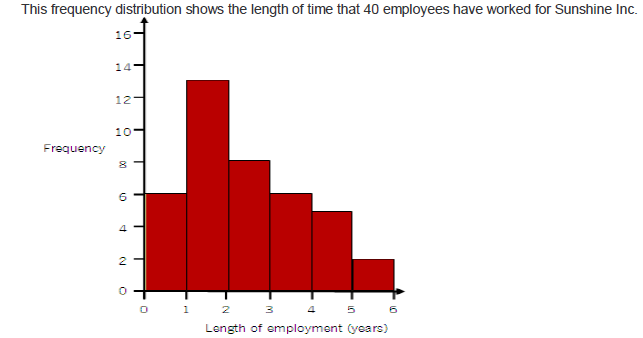 This frequency distribution shows the length of time that 40 employees have worked for Sunshine Inc.
16
14
12
10
Frequency
8
6
4
2
0
0 1 2 3 4 5 6
Length of employment (years)